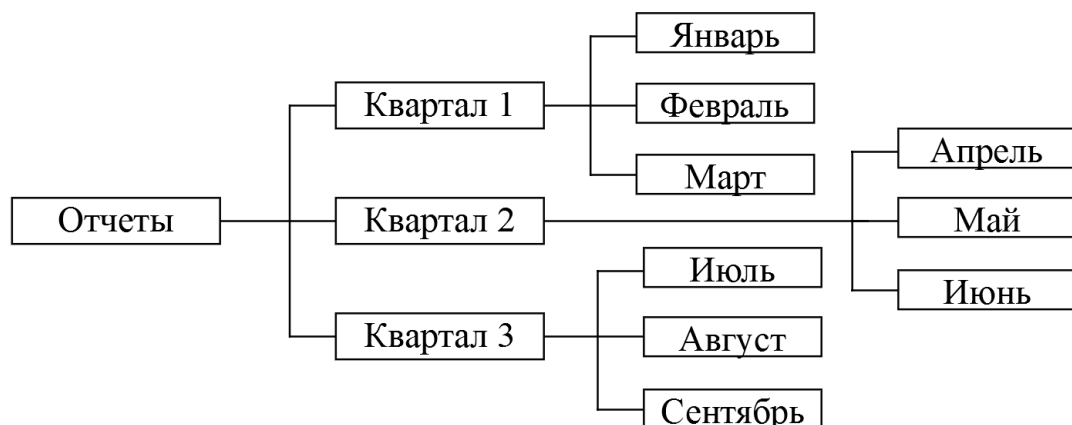 Отчеты
Квартал 1
Январь
Февраль
Март
Квартал 2
Апрель
Май
Июнь
Квартал 3
Июль
Август
Сентябрь